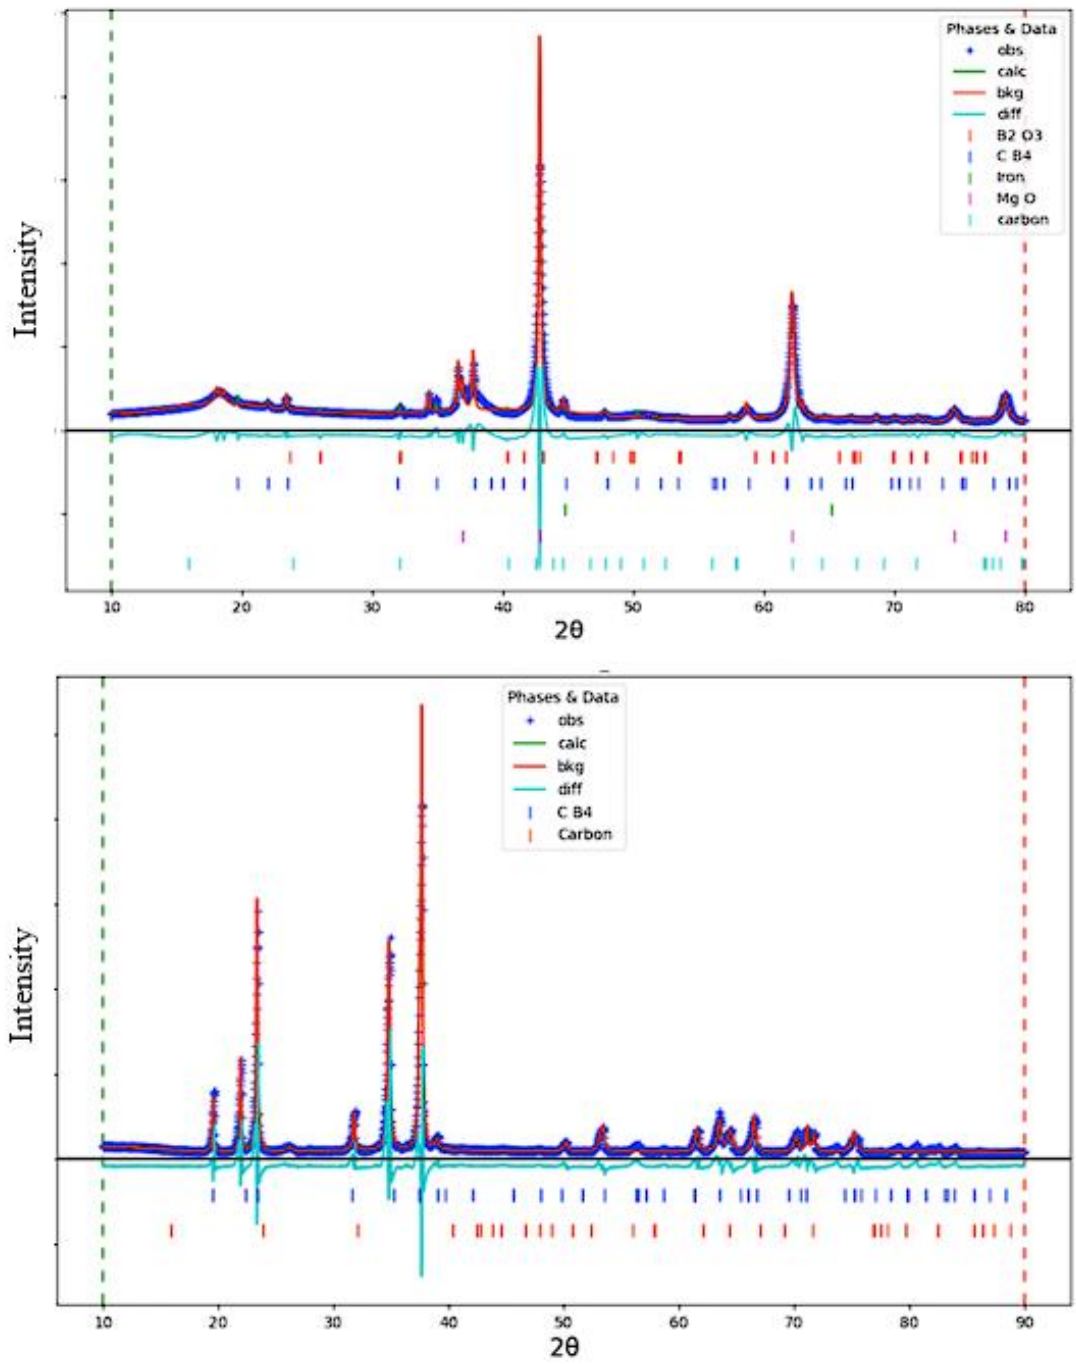 Phases & Data
obs
calc
bkg
diff
B2 O3
C B4
Iron
Mg O
carbon
Intensity
10 20 30 40 50 60 70 80
2θ
Phases & Data
obs
calc
bkg
diff
C B4
Carbon
Intensity
10 20 30 40 50 60 70 80 90
2θ